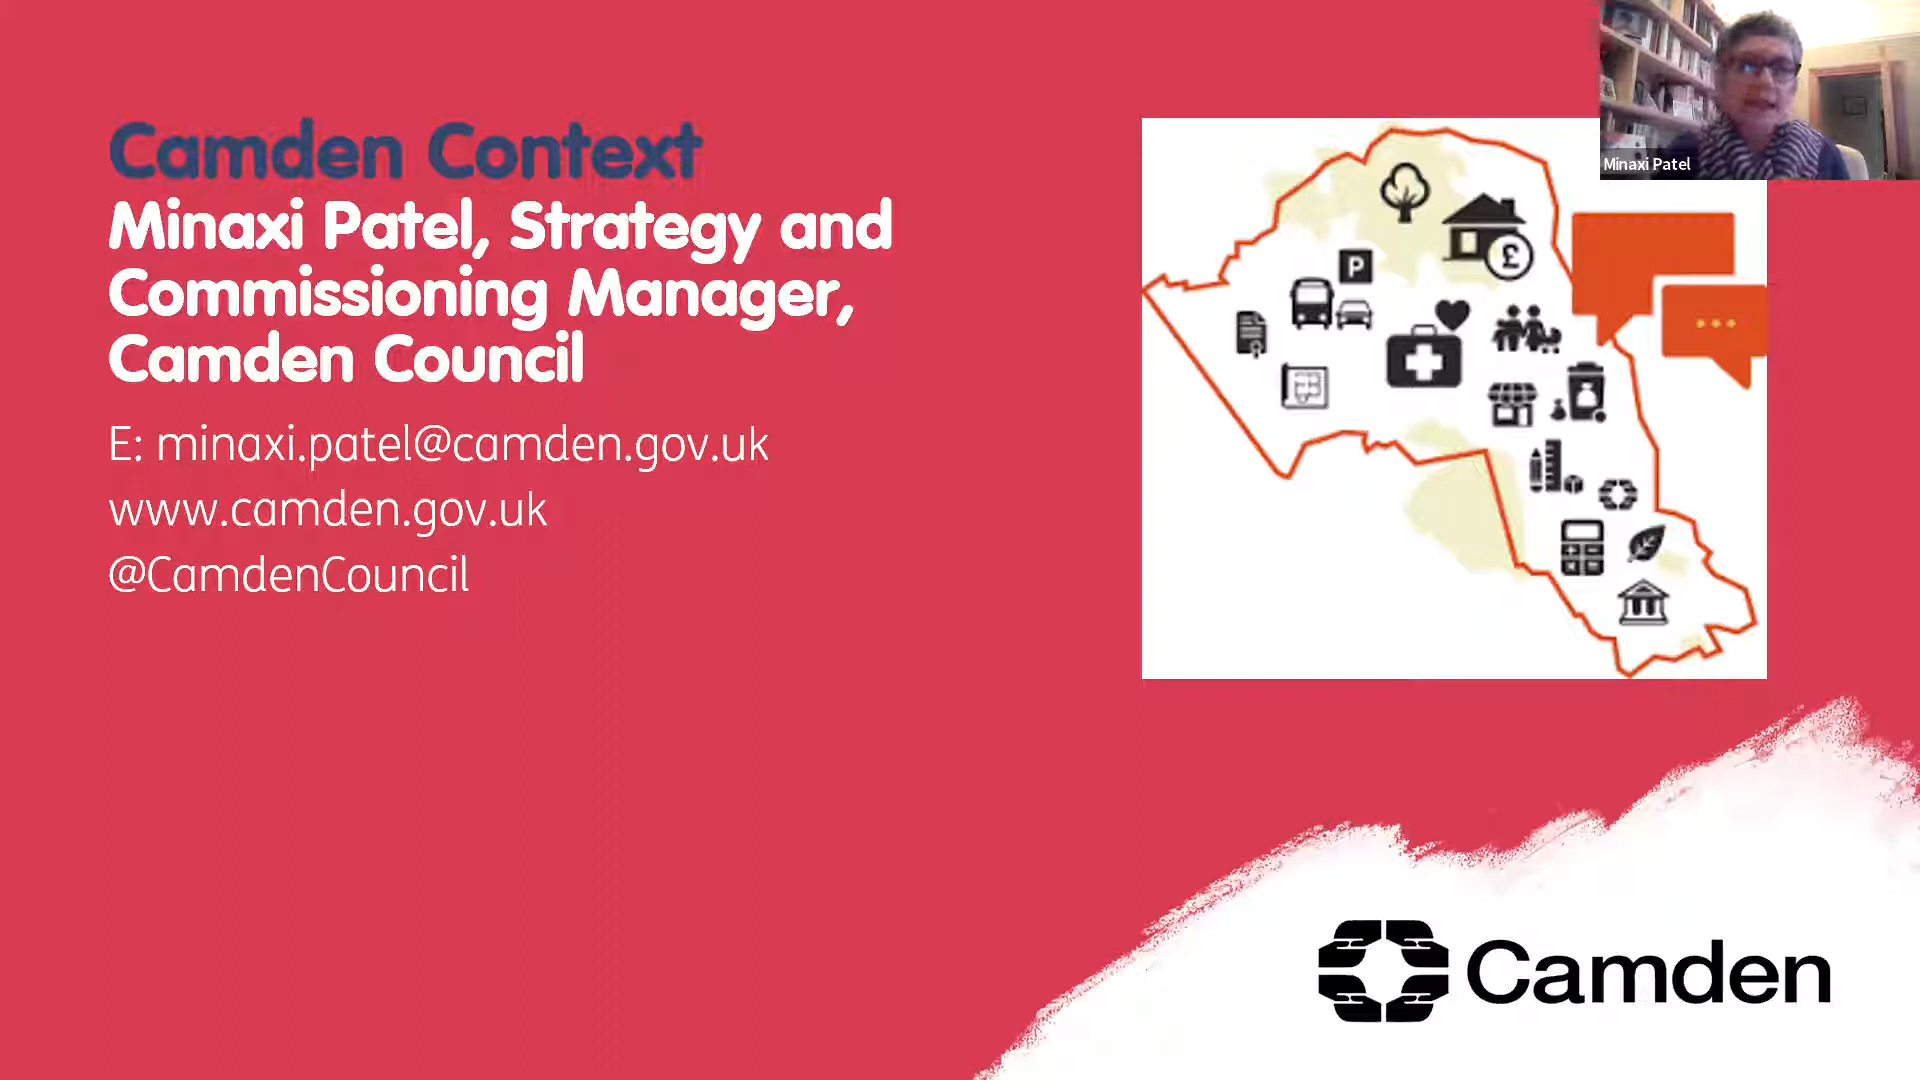 Camden Context
Minaxi Patel, Strategy and
Commissioning Manager,
Camden Council
E: minaxi.patel@camden.gov.uk
www.camden.gov.uk
@CamdenCouncil
Minaxi Patel
P
£
Camden